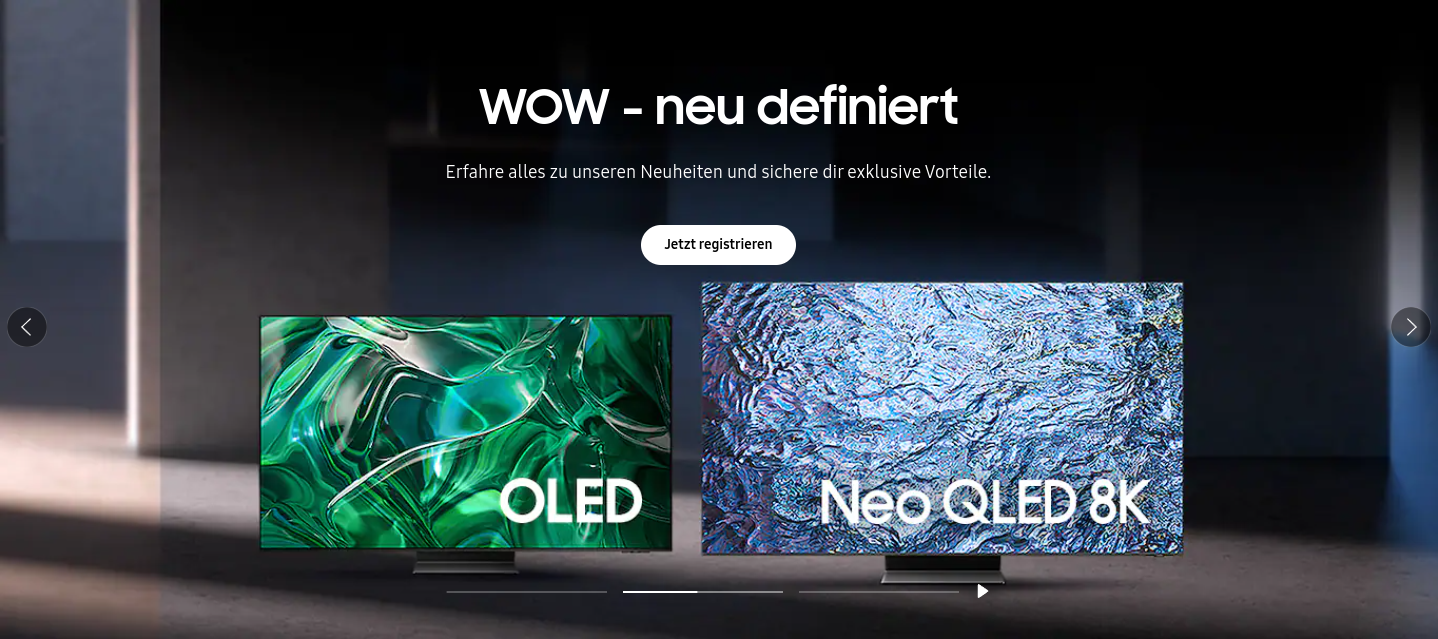 WOW - neu definiert
Erfahre alles zu unseren Neuheiten und sichere dir exklusive Vorteile.
Jetzt registrieren
OLED
Neo QLED 8K